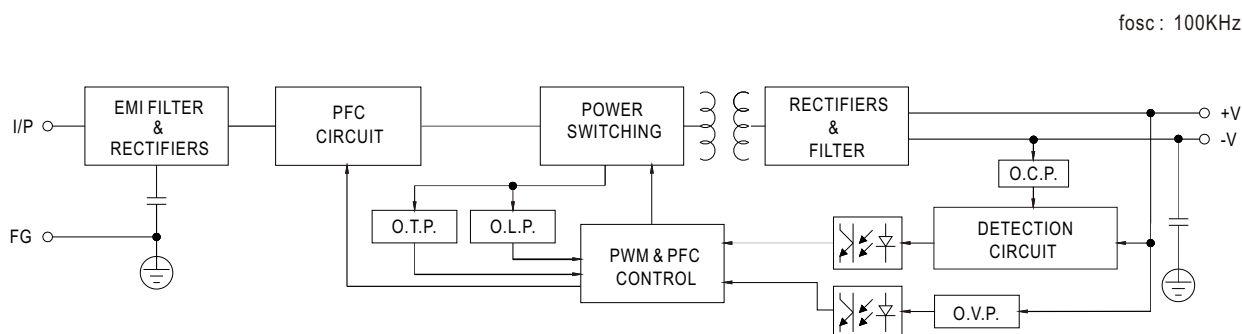 fosc : 100KHz
I/P
EMI FILTER
&
RECTIFIERS
PFC
CIRCUIT
POWER
SWITCHING
RECTIFIERS
&
FILTER
+V
-V
O.C.P.
O.T.P.
O.L.P.
DETECTION
CIRCUIT
FG
PWM & PFC
CONTROL
O.V.P.